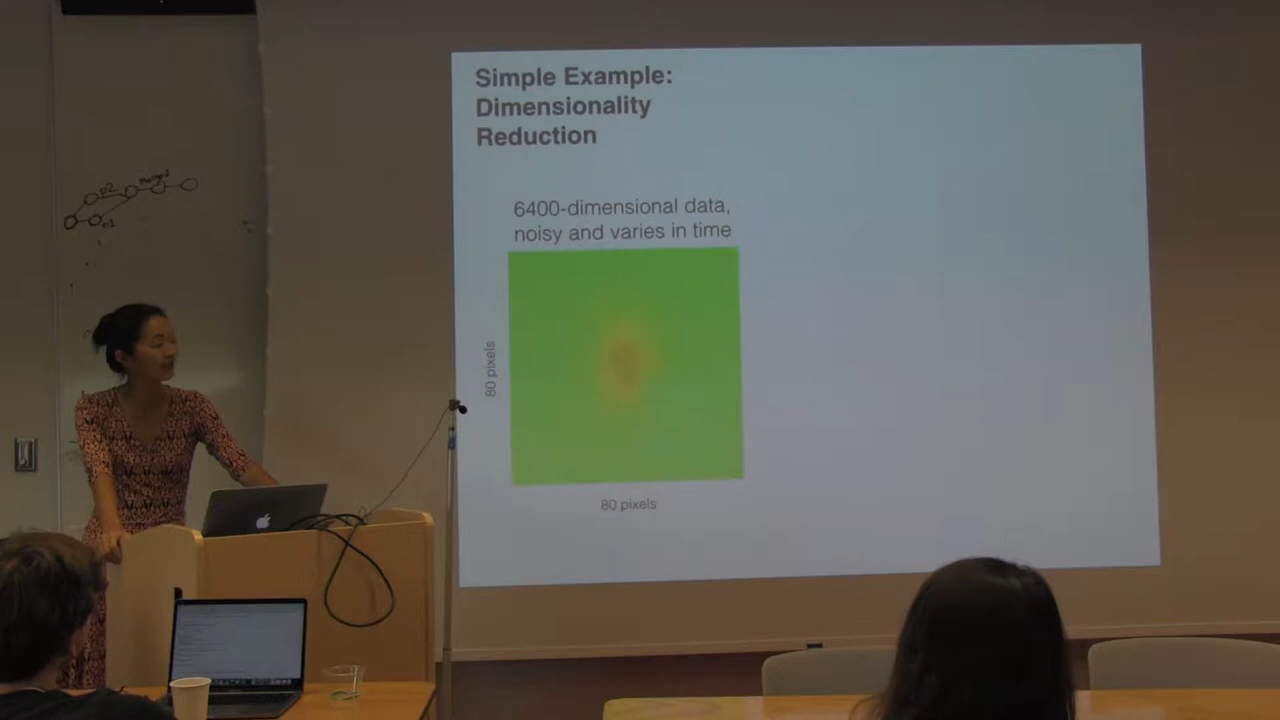 Simple Example:
Dimensionality
Reduction
6400-dimensional data,
noisy and varies in time
80 pixels
80 pixels